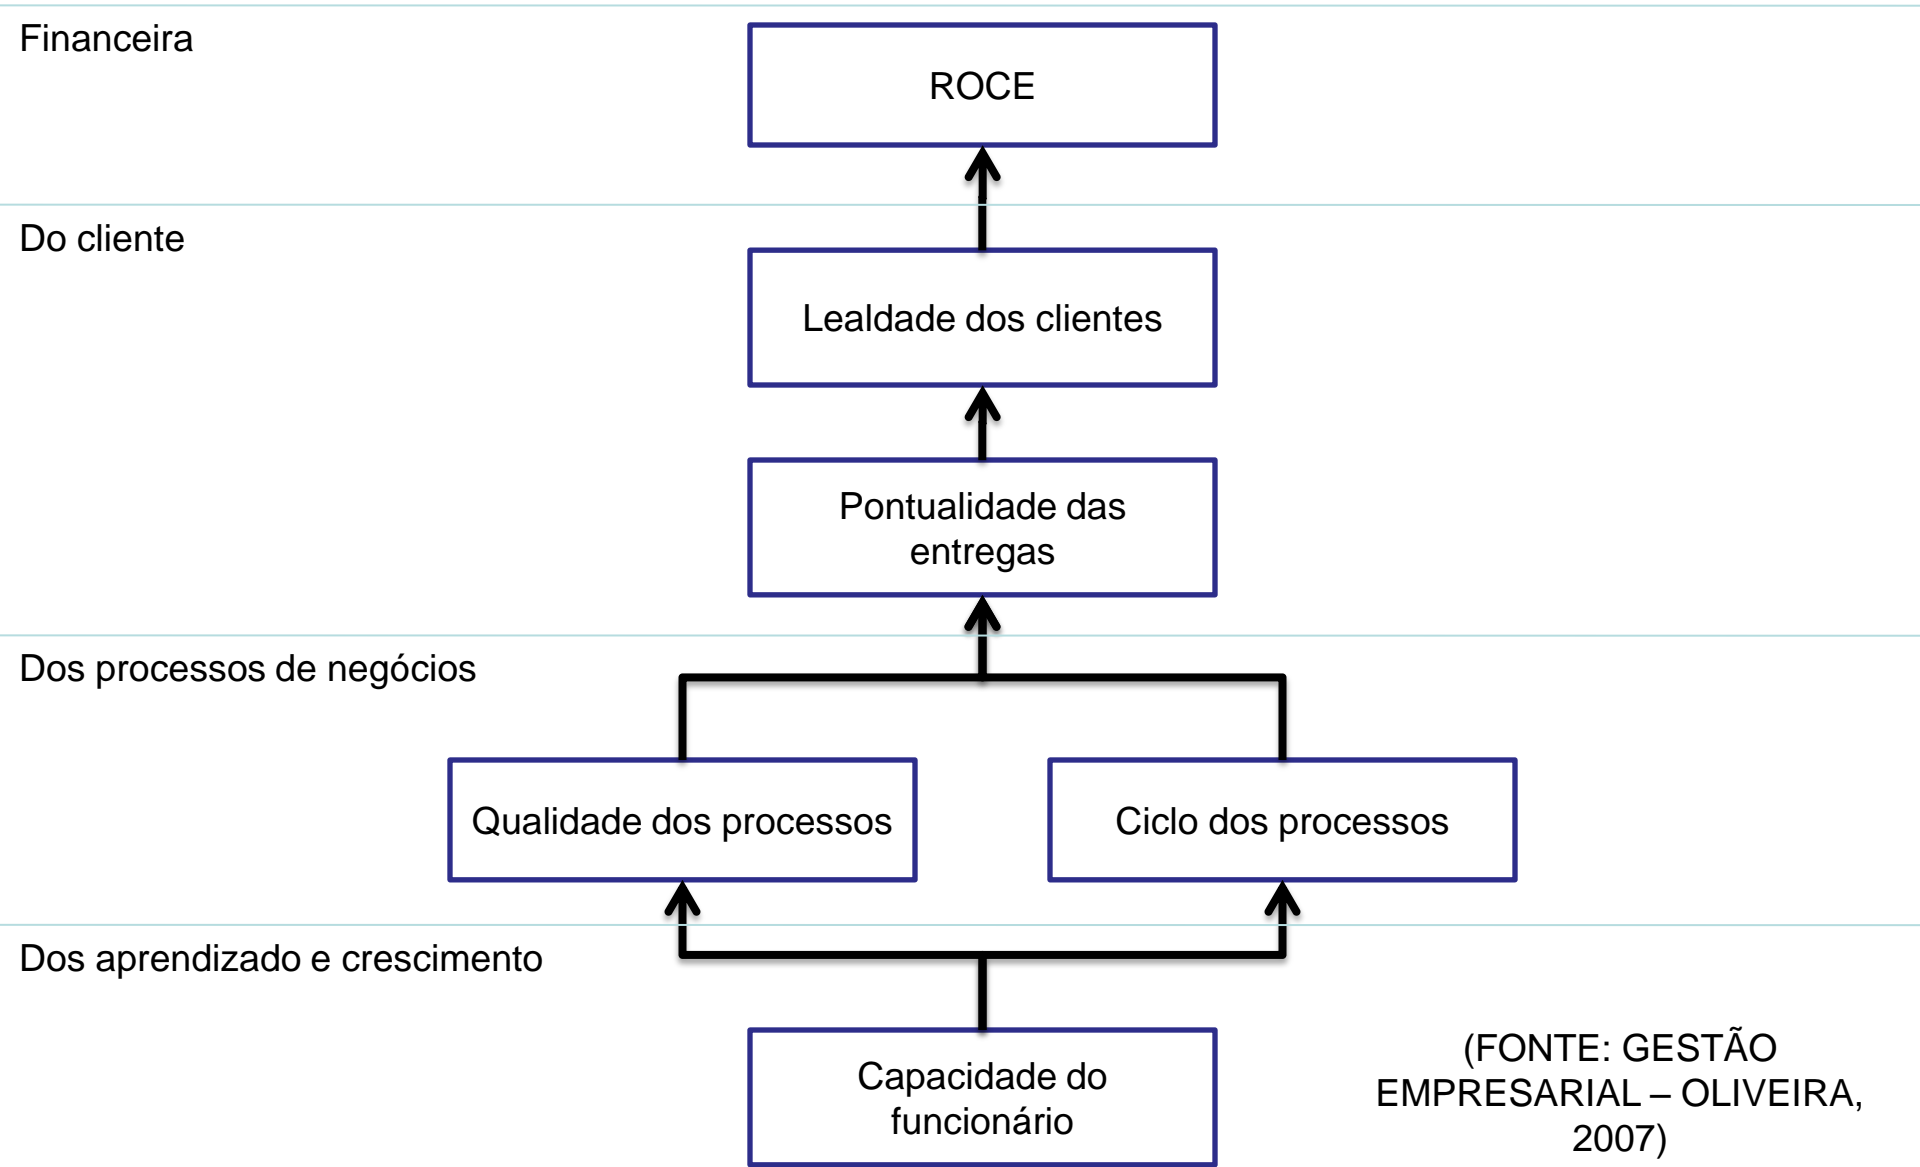 Financeira
ROCE
Do cliente
Lealdade dos clientes
Pontualidade das
entregas
Dos processos de negócios
Qualidade dos processos
Ciclo dos processos
Dos aprendizado e crescimento
Capacidade do
funcionário
(FONTE: GESTÃO
EMPRESARIAL – OLIVEIRA,
2007)